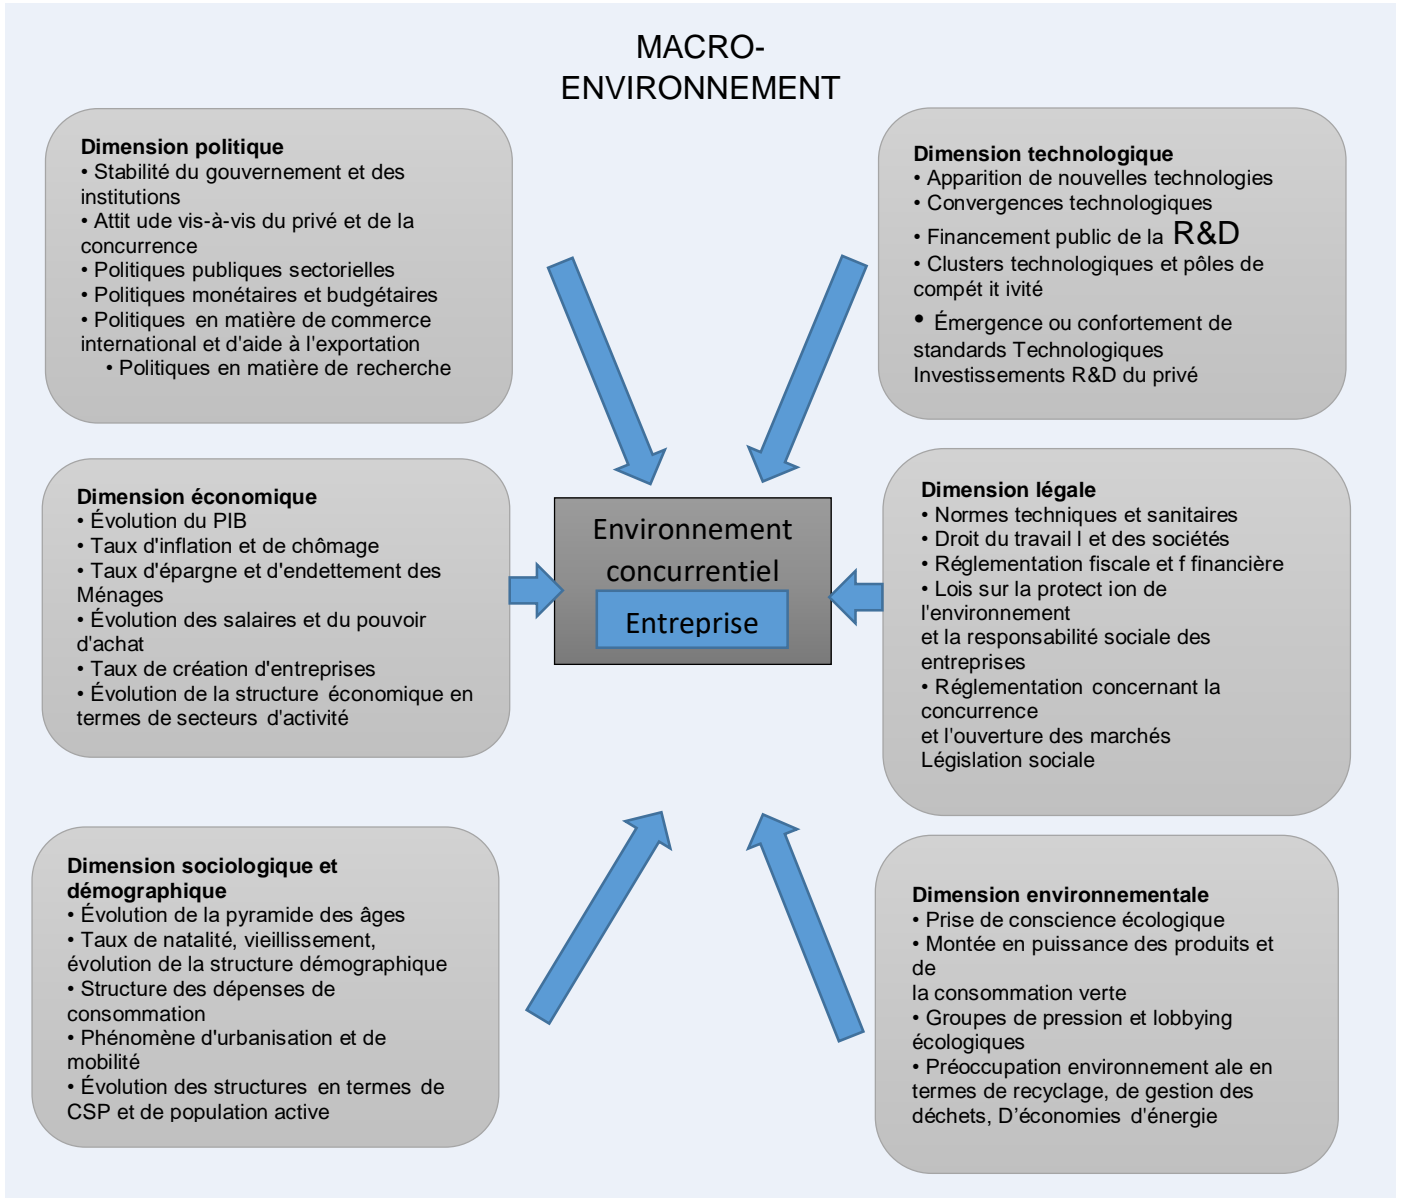 MACRO-
ENVIRONNEMENT
Dimension politique
• Stabilité du gouvernement et des
institutions
• Attit ude vis-à-vis du privé et de la
concurrence
• Politiques publiques sectorielles
• Politiques monétaires et budgétaires
• Politiques en matière de commerce
international et d'aide à l'exportation
• Politiques en matière de recherche
Dimension technologique
• Apparition de nouvelles technologies
• Convergences technologiques
• Financement public de la R&D
• Clusters technologiques et pôles de
compét it ivité
• Émergence ou confortement de
standards Technologiques
Investissements R&D du privé
Dimension économique
• Évolution du PIB
• Taux d'inflation et de chômage
• Taux d'épargne et d'endettement des
Ménages
• Évolution des salaires et du pouvoir
d'achat
• Taux de création d'entreprises
• Évolution de la structure économique en
termes de secteurs d'activité
Environnement
concurrentiel
Entreprise
Dimension légale
• Normes techniques et sanitaires
• Droit du travail l et des sociétés
• Réglementation fiscale et f financière
• Lois sur la protect ion de
l'environnement
et la responsabilité sociale des
entreprises
• Réglementation concernant la
concurrence
et l'ouverture des marchés
Législation sociale
Dimension sociologique et
démographique
• Évolution de la pyramide des âges
• Taux de natalité, vieillissement,
évolution de la structure démographique
• Structure des dépenses de
consommation
• Phénomène d'urbanisation et de
mobilité
• Évolution des structures en termes de
CSP et de population active
Dimension environnementale
• Prise de conscience écologique
• Montée en puissance des produits et
de
la consommation verte
• Groupes de pression et lobbying
écologiques
• Préoccupation environnement ale en
termes de recyclage, de gestion des
déchets, D’économies d'énergie